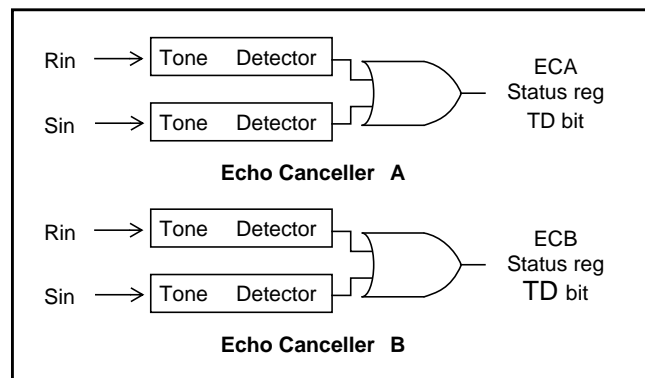 Rin
Tone Detector
ECA
Status reg
TD bit
Sin
Tone Detector
Echo Canceller A
Rin
Tone Detector
ECB
Status reg
TD bit
Sin
Tone Detector
Echo Canceller B